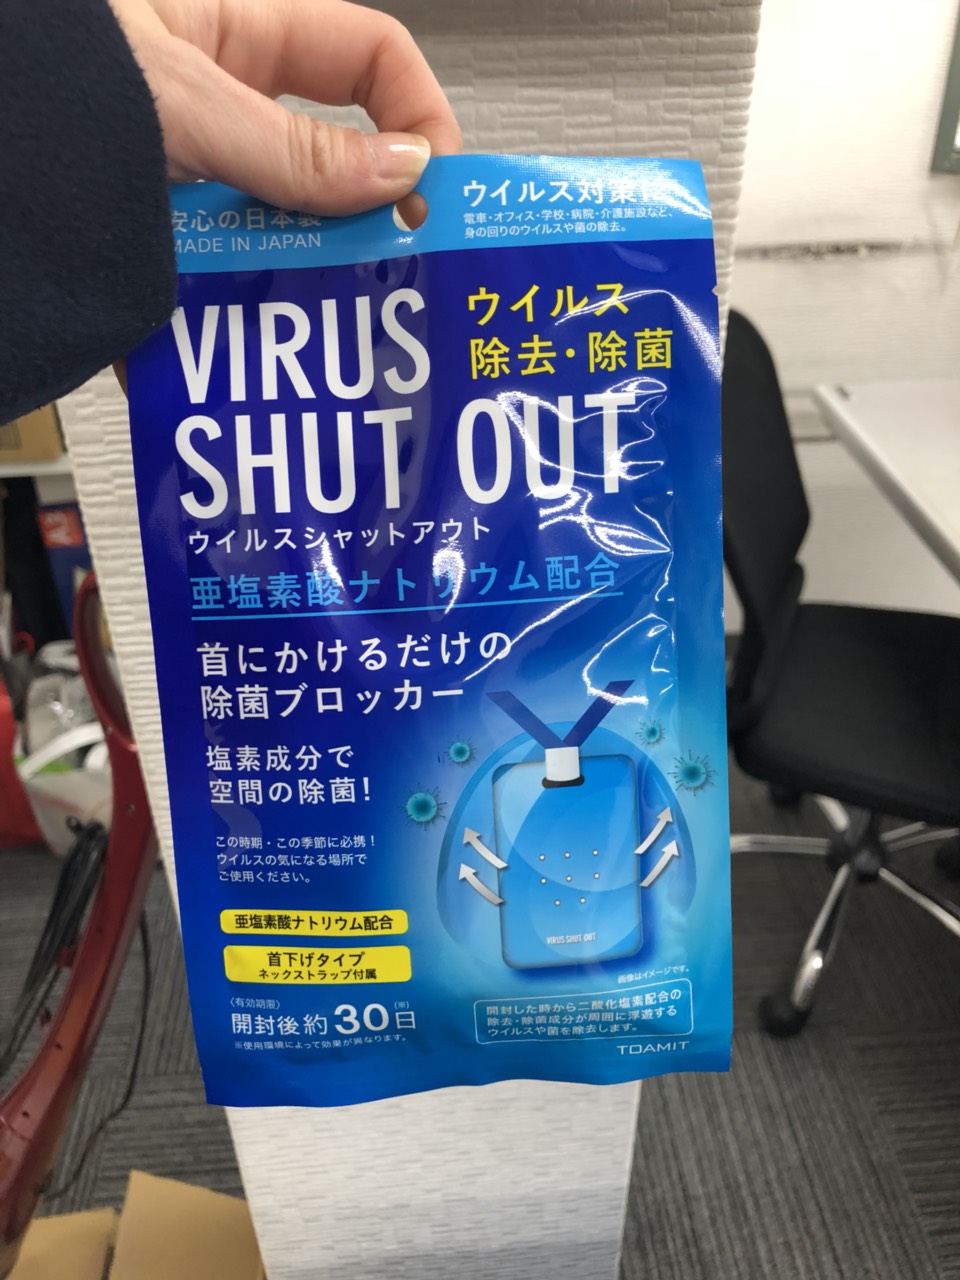 安心の日本製
MADE IN JAPAN
ウイルス対策に
電車・オフィス・学校・病院・介護施設など、
身の回りのウイルスや菌の除去。
VIRUS
SHUT OUT
ウイルス
除去・除菌
ウイルスシャットアウト
亜塩素酸ナトリウム配合
首にかけるだけの
除菌ブロッカー
塩素成分で
空間の除菌!
この時期・この季節に必携!
ウイルスの気になる場所で
ご使用ください。
亜塩素酸ナトリウム配合
首下げタイプ
ネックストラップ付属
〈有効期限〉
開封後約30日(※)
※使用環境によって効果が異なります。
VIRUS SHUT OUT
画像はイメージです。
開封した時から二酸化塩素配合の
除去・除菌成分が周囲に浮遊する
ウイルスや菌を除去します。
TOAMIT
A3